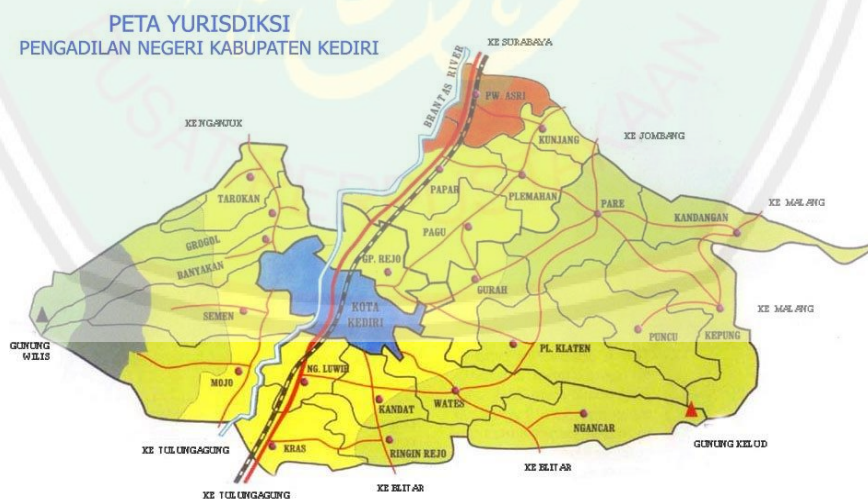 PETA YURISDIKSI
PENGADILAN NEGERI KABUPATEN KEDIRI
KE SURABAYA
BRANTAS RIVER
PW. ASRI
KE NGANJUK
KUNJANG
KE JOMBANG
PAPAR
PLEMAHAN
TAROKAN
PARE
KE MALANG
KANDANGAN
PAGU
GROGOL
BANYAKAN
GP. REJO
GURAH
SEMEN
KOTA
KEDIRI
KE MALANG
PUNCU
KEPUNG
GUNUNG
WILIS
PL. KLATEN
MOJO
NG. LUWIH
KANDAT
WATES
NGANCAR
GUNUNG KELUD
KE TULUNGAGUNG
KRAS
RINGIN REJO
KE BLITAR
KE BLITAR
KE TULUNGAGUNG